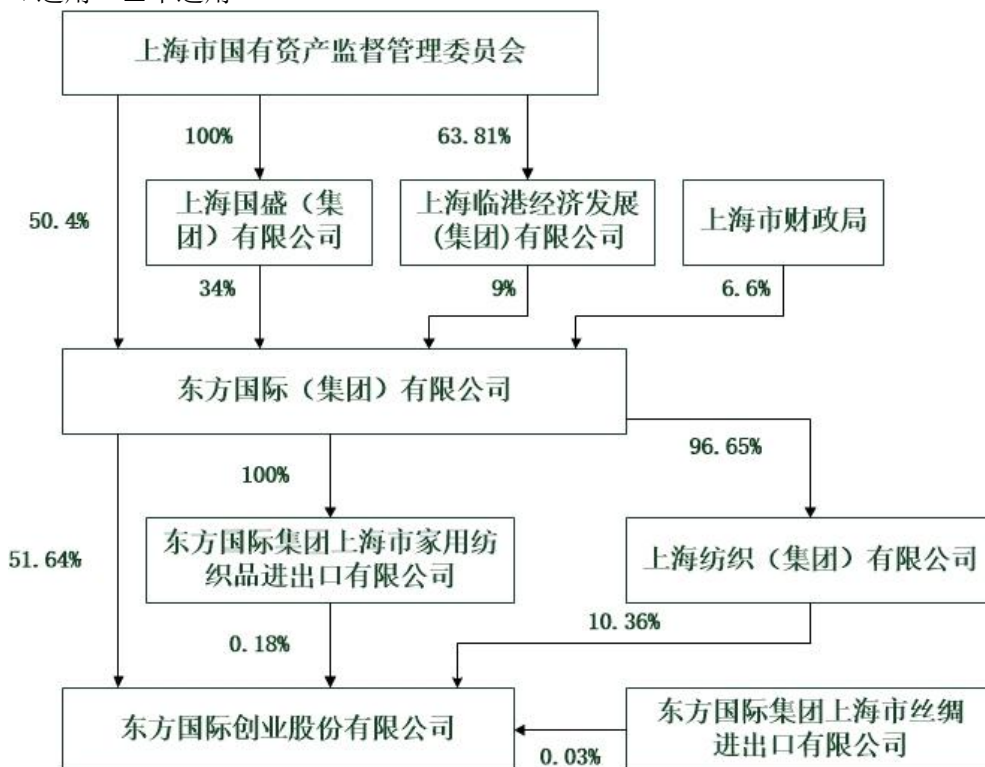 上海市国有资产监督管理委员会
100%
63.81%
50.4%
上海国盛（集
团）有限公司
上海临港经济发展
(集团)有限公司
上海市财政局
34%
9%
6.6%
东方国际（集团）有限公司
96.65%
100%
51.64%
东方国际集团上海市家用纺
织品进出口有限公司
上海纺织（集团）有限公司
10.36%
0.18%
东方国际创业股份有限公司
东方国际集团上海市丝绸
进出口有限公司
0.03%